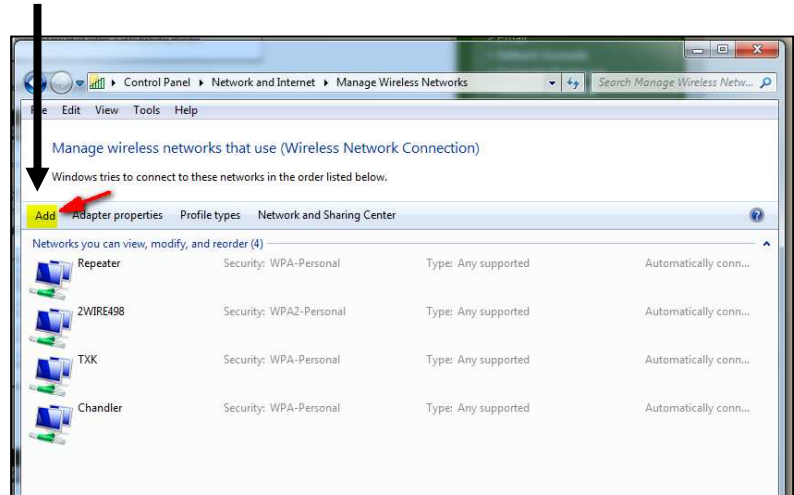 Control Panel ▸ Network and Internet ▸ Manage Wireless Networks
Search Manage Wireless Netw...
Edit View Tools Help
Manage wireless networks that use (Wireless Network Connection)
Windows tries to connect to these networks in the order listed below.
Add Adapter properties Profile types Network and Sharing Center
Networks you can view, modify, and reorder (4)
Repeater Security: WPA-Personal Type: Any supported Automatically conn...
2WIRE498 Security: WPA2-Personal Type: Any supported Automatically conn...
TXK Security: WPA-Personal Type: Any supported Automatically conn...
Chandler Security: WPA-Personal Type: Any supported Automatically conn...